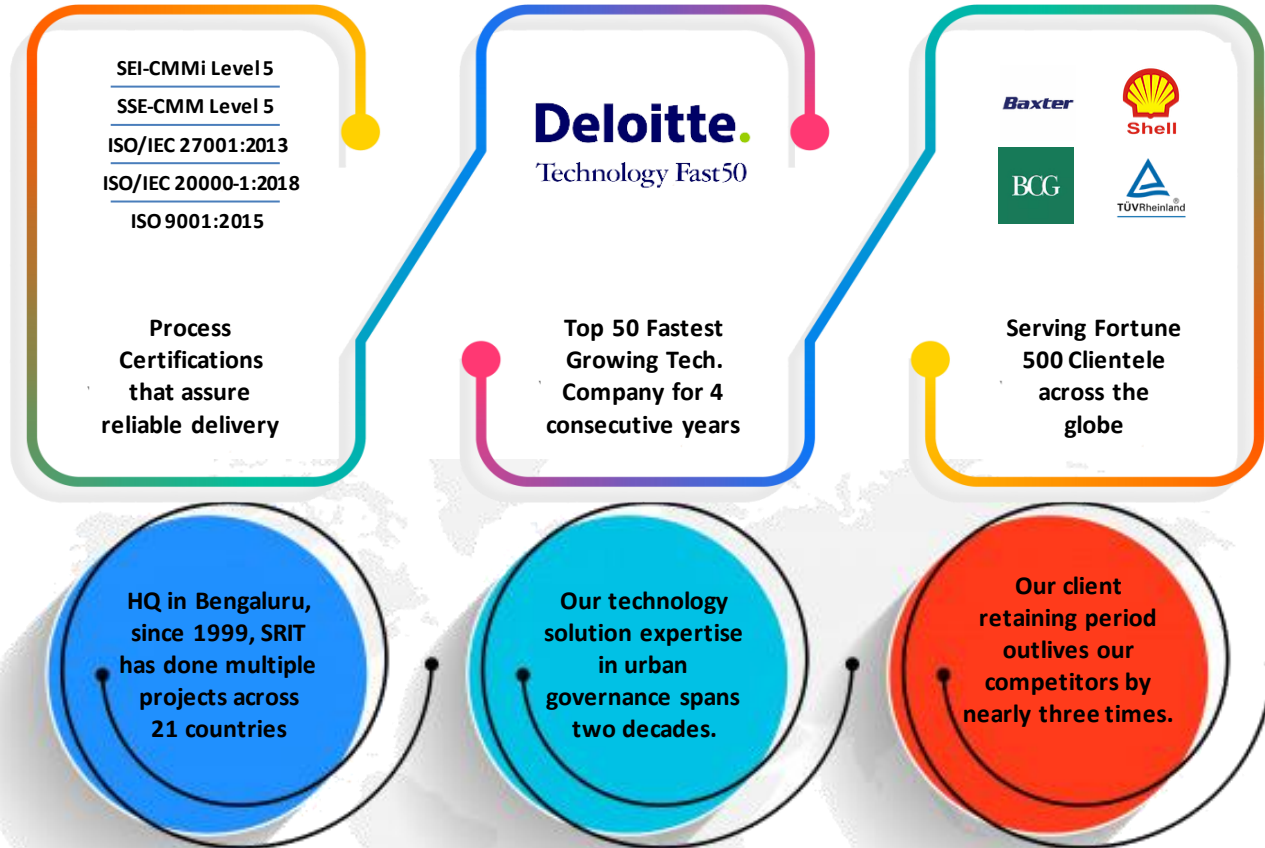 SEI-CMMi Level 5
SSE-CMM Level 5
ISO/IEC 27001:2013
ISO/IEC 20000-1:2018
ISO 9001:2015
Process
Certifications
that assure
reliable delivery
Deloitte.
Technology Fast50
Top 50 Fastest
Growing Tech.
Company for 4
consecutive years
Baxter
Shell
BCG
TÜVRheinland®
Serving Fortune
500 Clientele
across the
globe
HQ in Bengaluru,
since 1999, SRIT
has done multiple
projects across
21 countries
Our technology
solution expertise
in urban
governance spans
two decades.
Our client
retaining period
outlives our
competitors by
nearly three times.